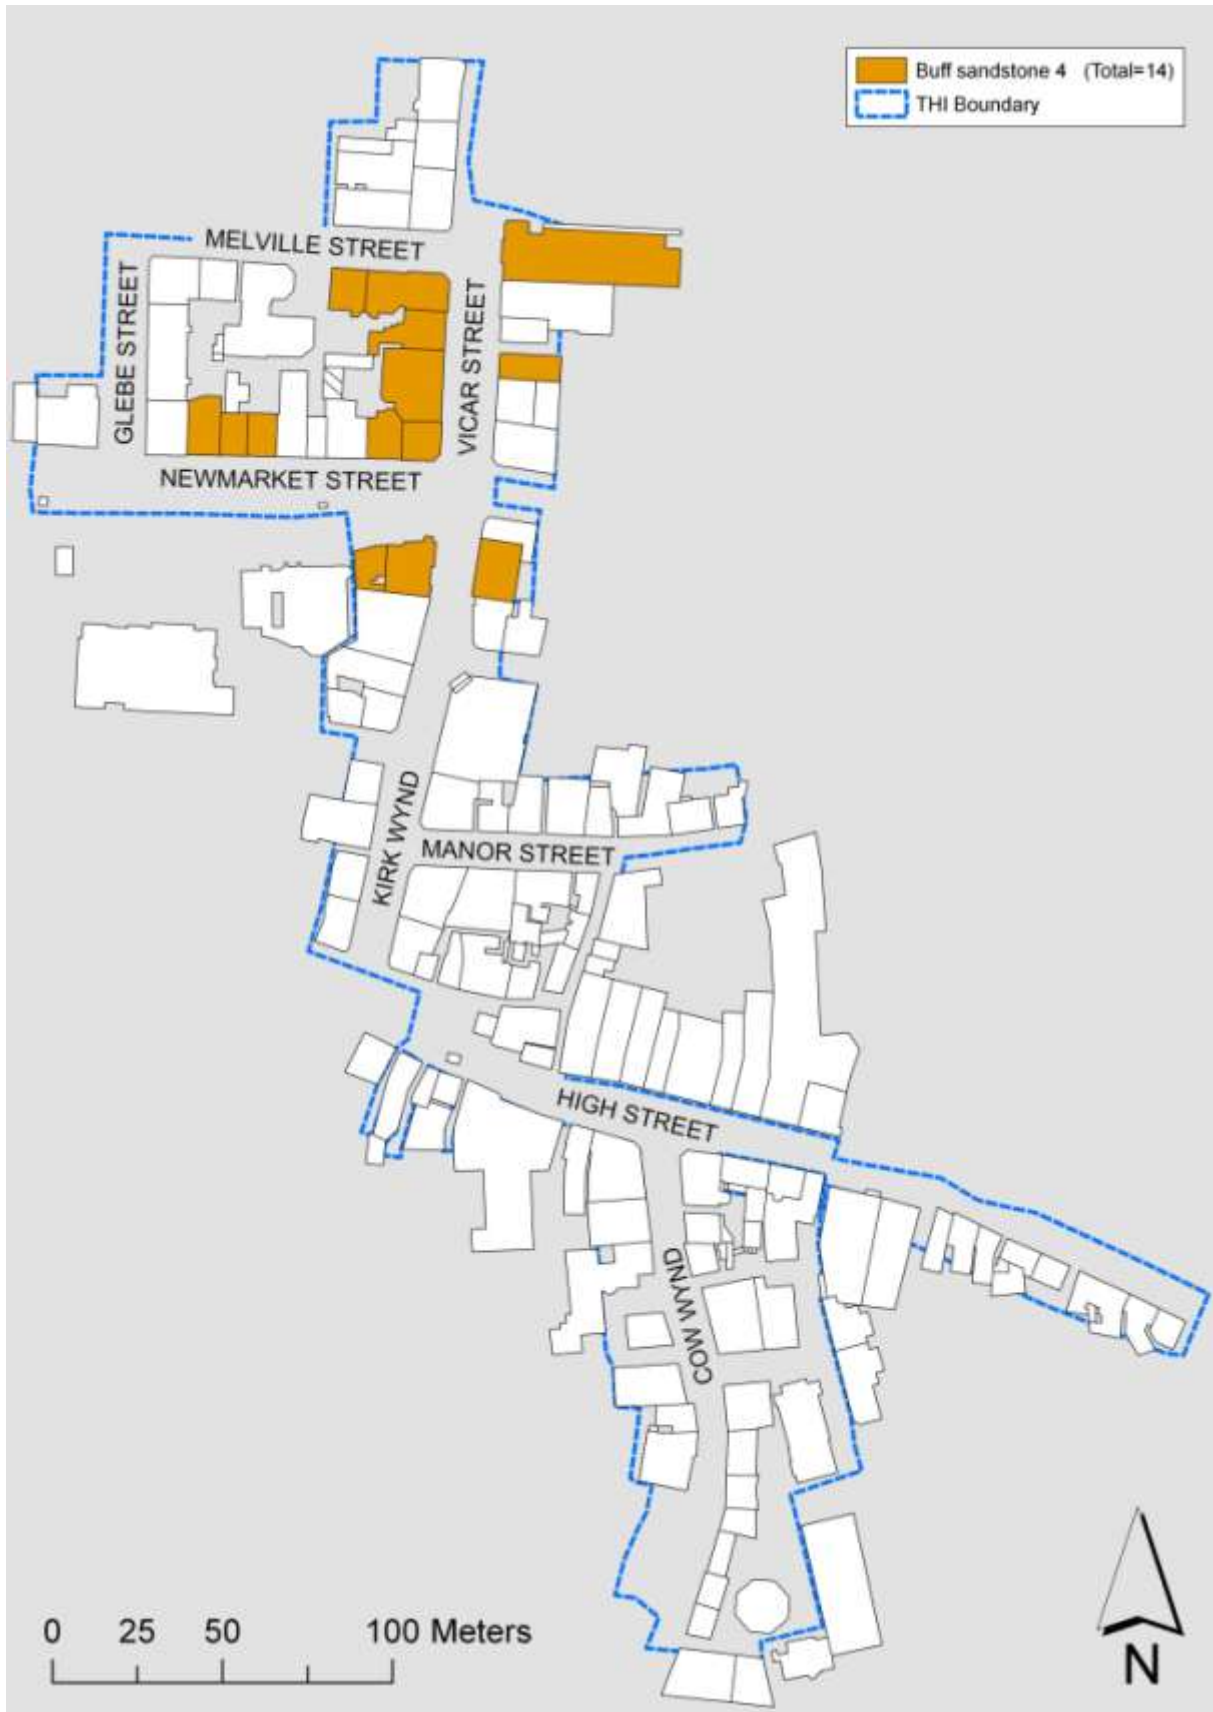 Buff sandstone 4 (Total=14)
THI Boundary
MELVILLE STREET
GLEBE STREET
VICAR STREET
NEWMARKET STREET
KIRK WYND
MANOR STREET
HIGH STREET
COW WYND
0 25 50 100 Meters
N